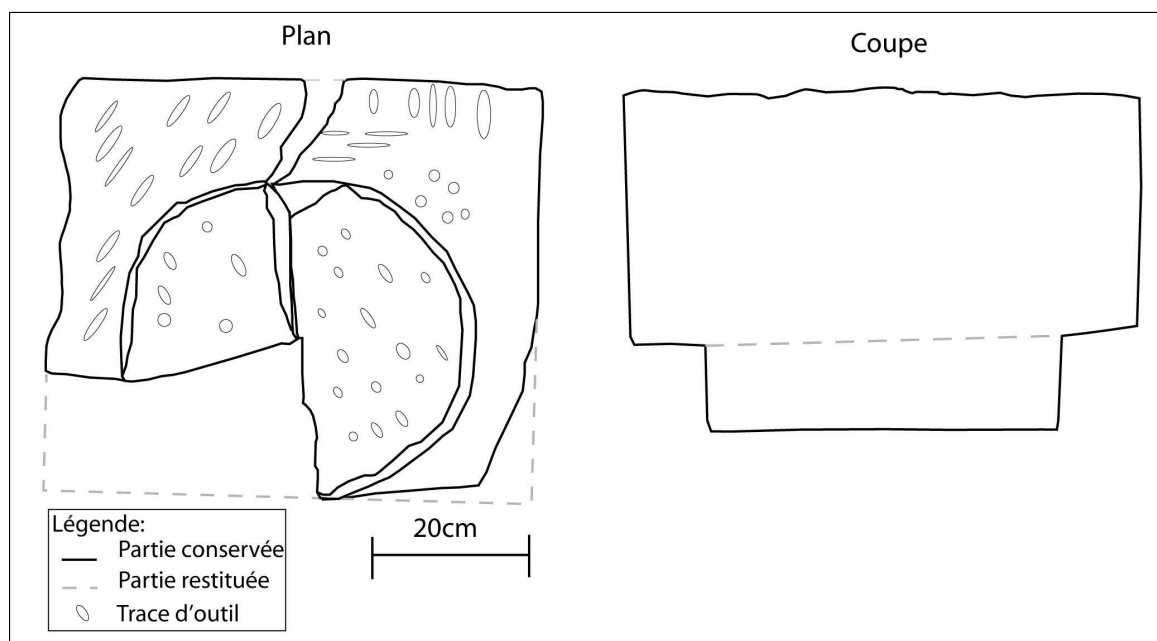 Plan
Coupe
20cm
Légende:
Partie conservée
Partie restituée
Trace d'outil